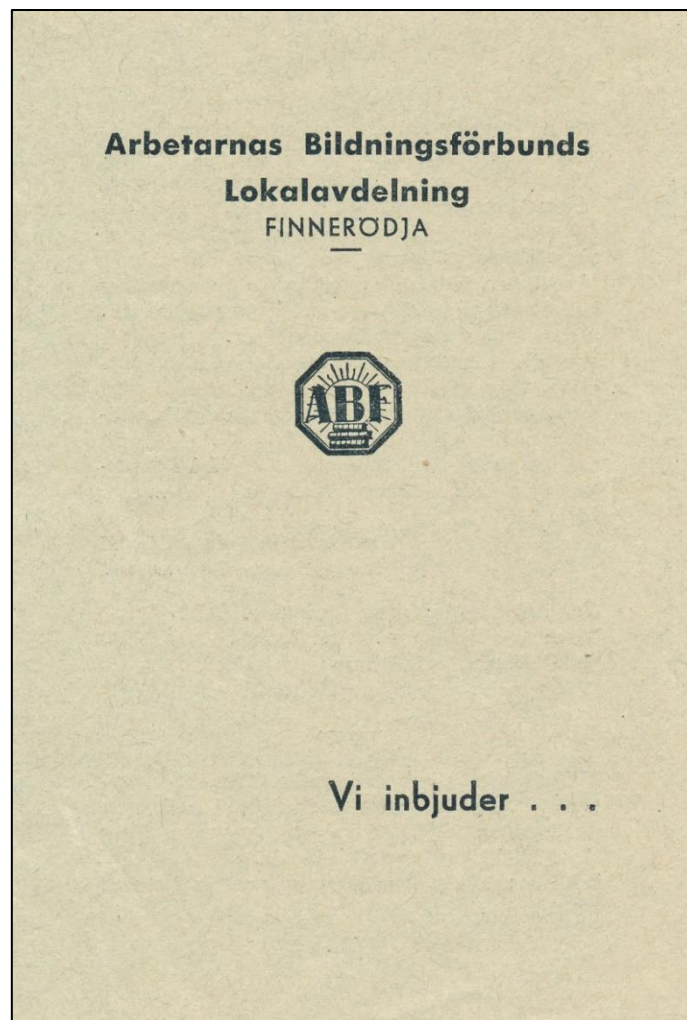 Arbetarnas Bildningsförbunds
Lokalavdelning
FINNERÖDJA
ABF
Vi inbjuder . . .